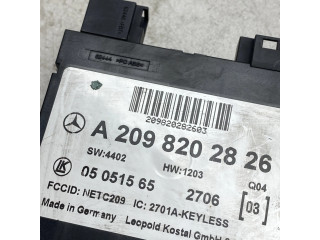 209820282603
A 209 820 28 26
SW:4402 HW:1203 Q04
05 0515 65 2706 [03]
FCCID: NETC209 IC: 2701A-KEYLESS
Made in Germany Leopold Kostal GmbH